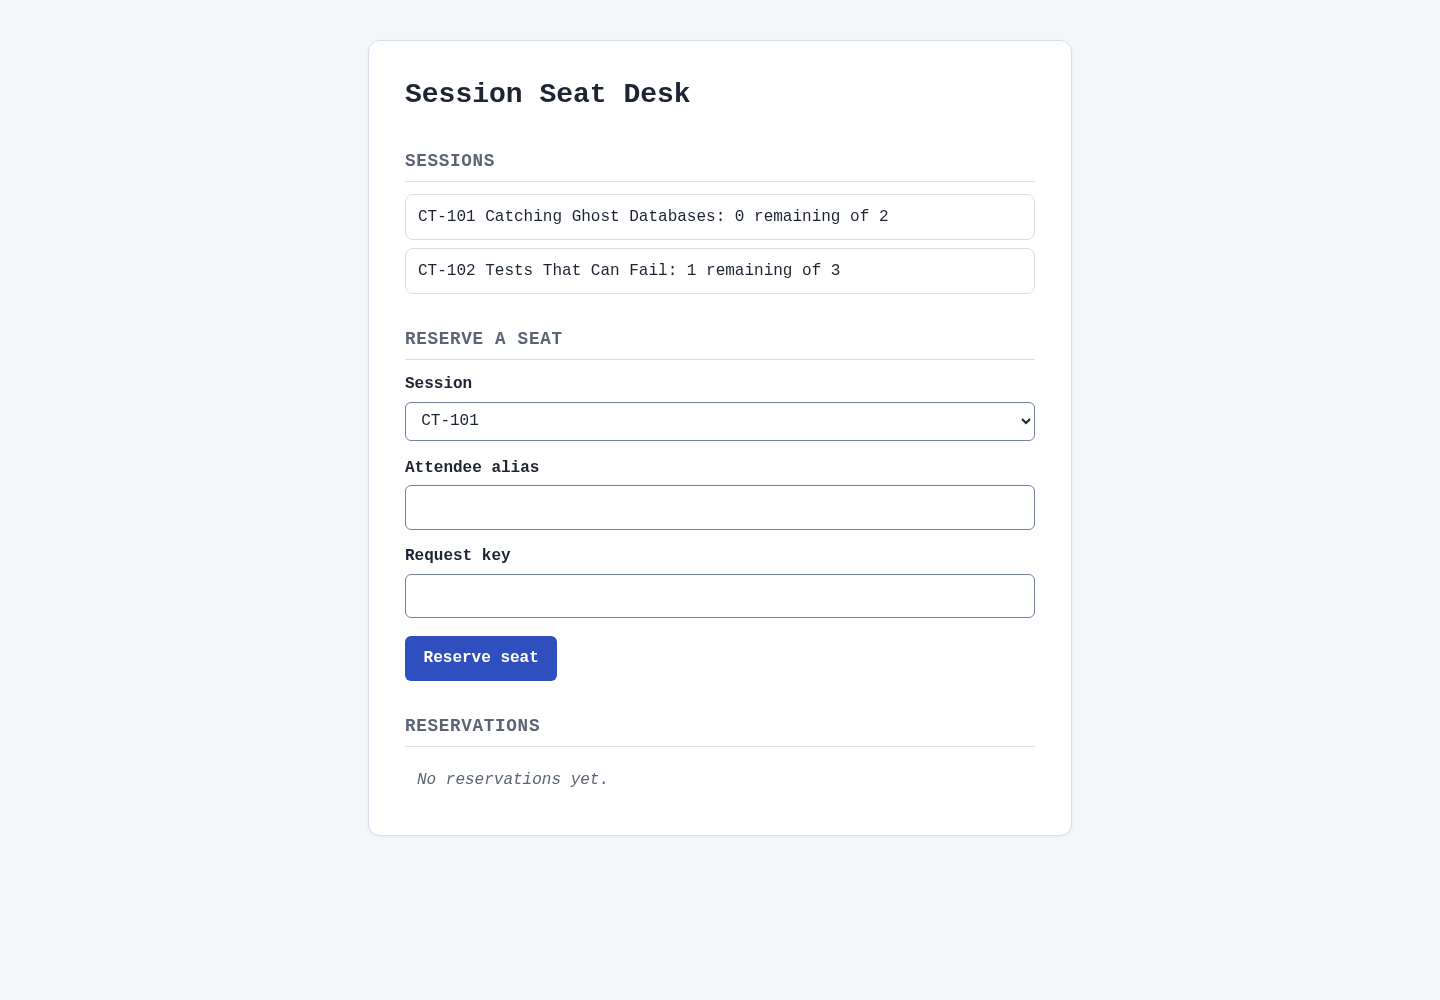 Session Seat Desk
SESSIONS
CT-101 Catching Ghost Databases: 0 remaining of 2
CT-102 Tests That Can Fail: 1 remaining of 3
RESERVE A SEAT
Session
CT-101
Attendee alias
Request key
Reserve seat
RESERVATIONS
No reservations yet.